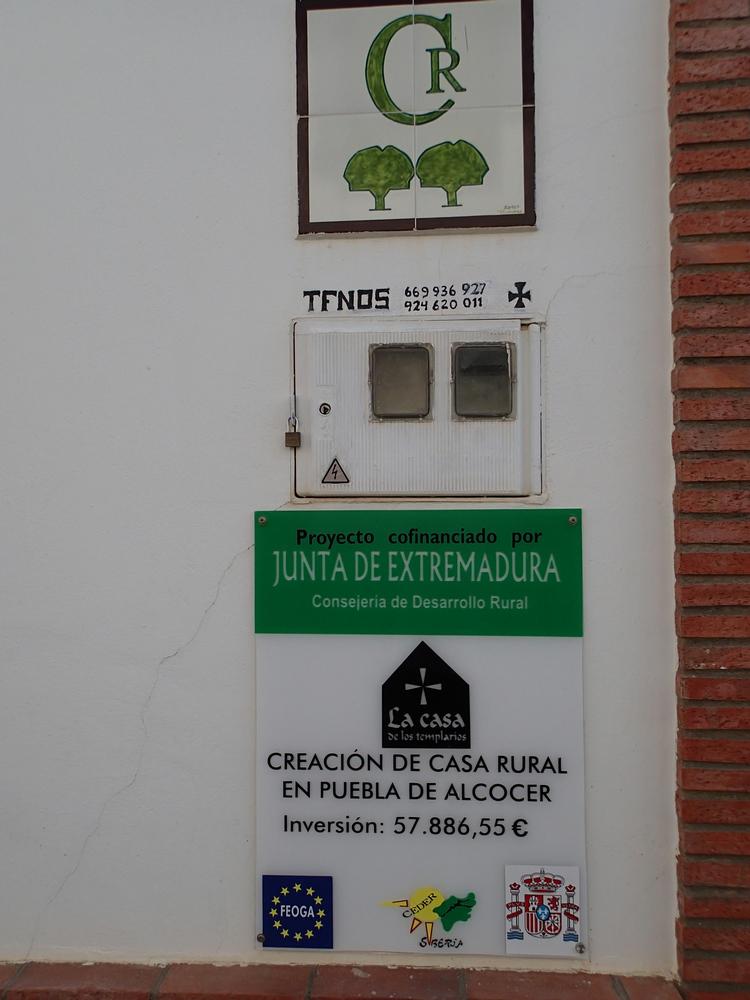 CR
TFNOS 669 936 927
924 620 011
Proyecto cofinanciado por
JUNTA DE EXTREMADURA
Consejería de Desarrollo Rural
La casa
de los templarios
CREACIÓN DE CASA RURAL
EN PUEBLA DE ALCOCER
Inversión: 57.886,55 €
FEOGA
CEDER
SIBERIA